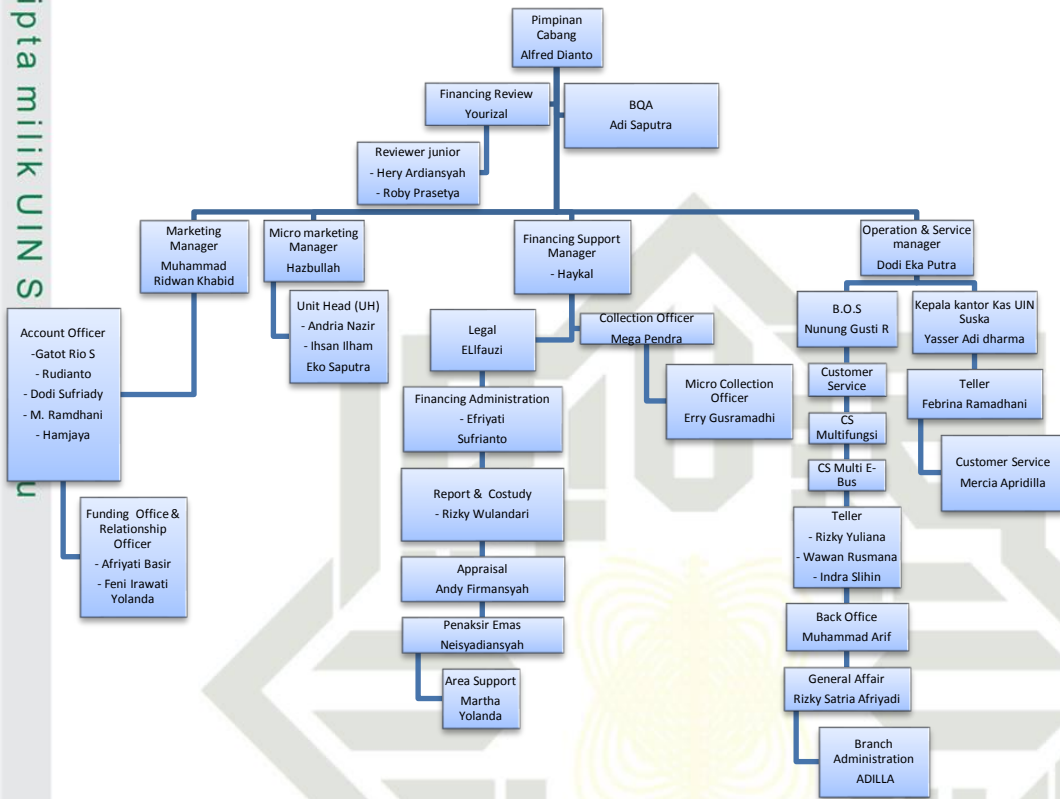 ipta milik UIN S
u
Pimpinan
Cabang
Alfred Dianto
Financing Review
Yourizal
BQA
Adi Saputra
Reviewer junior
- Hery Ardiansyah
- Roby Prasetya
Marketing
Manager
Muhammad
Ridwan Khabid
Micro marketing
Manager
Hazbullah
Financing Support
Manager
- Haykal
Operation & Service
manager
Dodi Eka Putra
Account Officer
-Gatot Rio S
- Rudianto
- Dodi Sufriady
- M. Ramdhani
- Hamjaya
Funding Office &
Relationship
Officer
- Afriyati Basir
- Feni Irawati
Yolanda
Unit Head (UH)
- Andria Nazir
- Ihsan Ilham
Eko Saputra
Legal
ELIfauzi
Collection Officer
Mega Pendra
Micro Collection
Officer
Erry Gusramadhi
Financing Administration
- Efriyati
Sufrianto
Report & Costudy
- Rizky Wulandari
Appraisal
Andy Firmansyah
Penaksir Emas
Neisyadiansyah
Area Support
Martha
Yolanda
B.O.S
Nunung Gusti R
Customer
Service
CS
Multifungsi
CS Multi E-
Bus
Teller
- Rizky Yuliana
- Wawan Rusmana
- Indra Slihin
Back Office
Muhammad Arif
General Affair
Rizky Satria Afriyadi
Branch
Administration
ADILLA
Kepala kantor Kas UIN
Suska
Yasser Adi dharma
Teller
Febrina Ramadhani
Customer Service
Mercia Apridilla